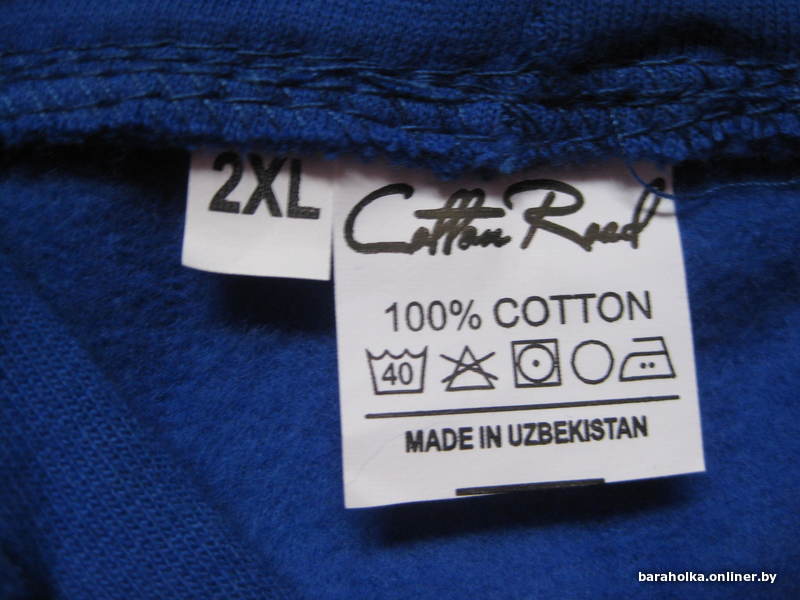 2XL
Cotton Road
100% COTTON
40
MADE IN UZBEKISTAN
baraholka.onliner.by